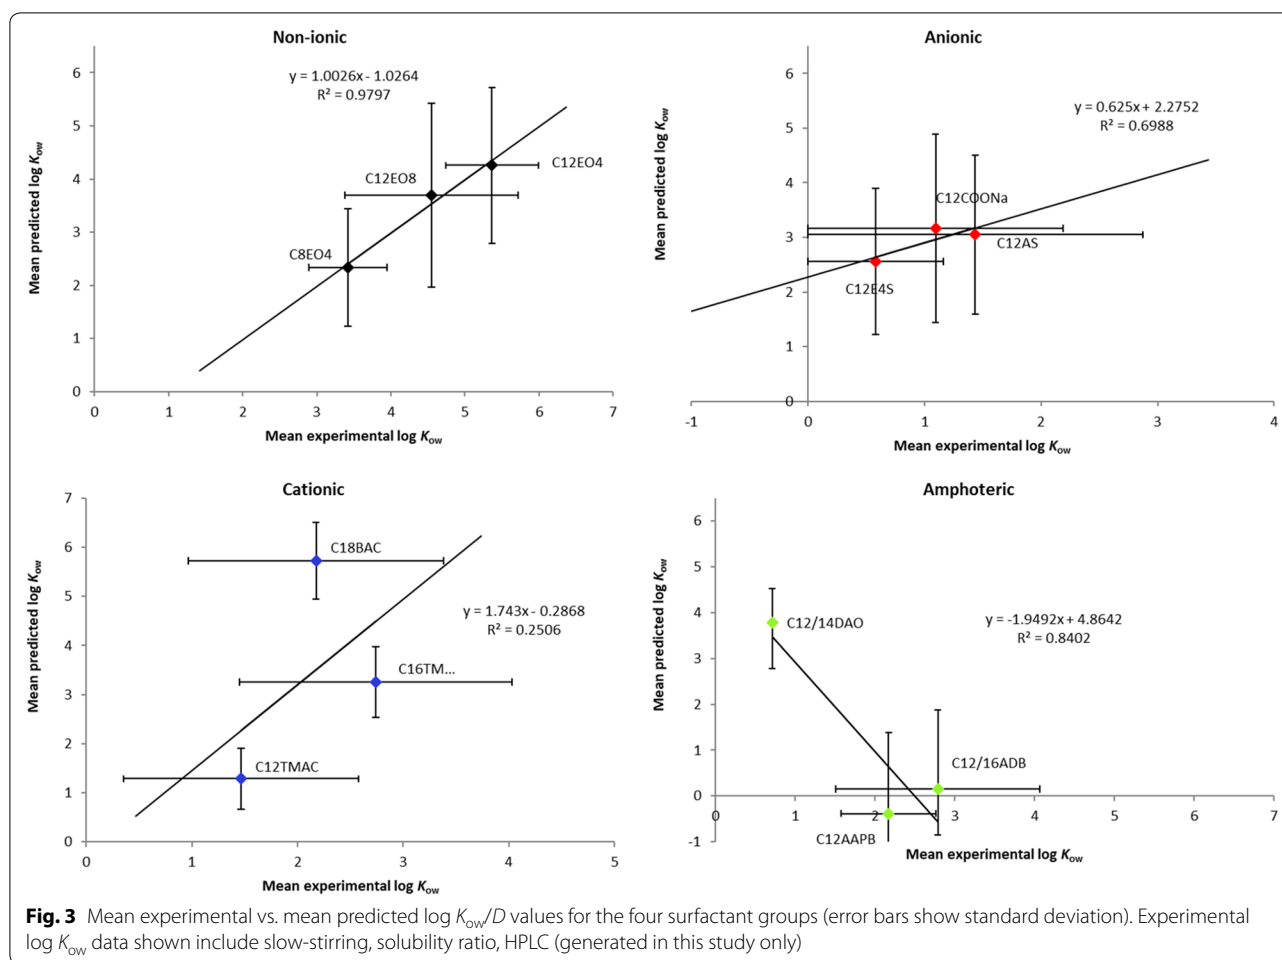 Non-ionic
y = 1.0026x - 1.0264
R² = 0.9797
Mean predicted log Kow
6
5
4
3
2
1
0
C12EO4
C12EO8
C8EO4
0 1 2 3 4 5 6 7
Mean experimental log Kow
Anionic
y = 0.625x + 2.2752
R² = 0.6988
Mean predicted log Kow
6
5
4
3
2
1
0
C12COONa
C12AS
C12E4S
-1 0 1 2 3 4
Mean experimental log Kow
Cationic
Mean predicted log Kow
7
6
5
4
3
2
1
0
C18BAC
y = 1.743x - 0.2868
R² = 0.2506
C16TM...
C12TMAC
0 1 2 3 4 5
Mean experimental log Kow
Amphoteric
Mean predicted log Kow
6
5
4
3
2
1
0
-1
C12/14DAO
y = -1.9492x + 4.8642
R² = 0.8402
C12/16ADB
0 1 2 3 4 5 6 7
C12AAPB
Mean experimental log Kow
Fig. 3 Mean experimental vs. mean predicted log Kow/D values for the four surfactant groups (error bars show standard deviation). Experimental
log Kow data shown include slow-stirring, solubility ratio, HPLC (generated in this study only)